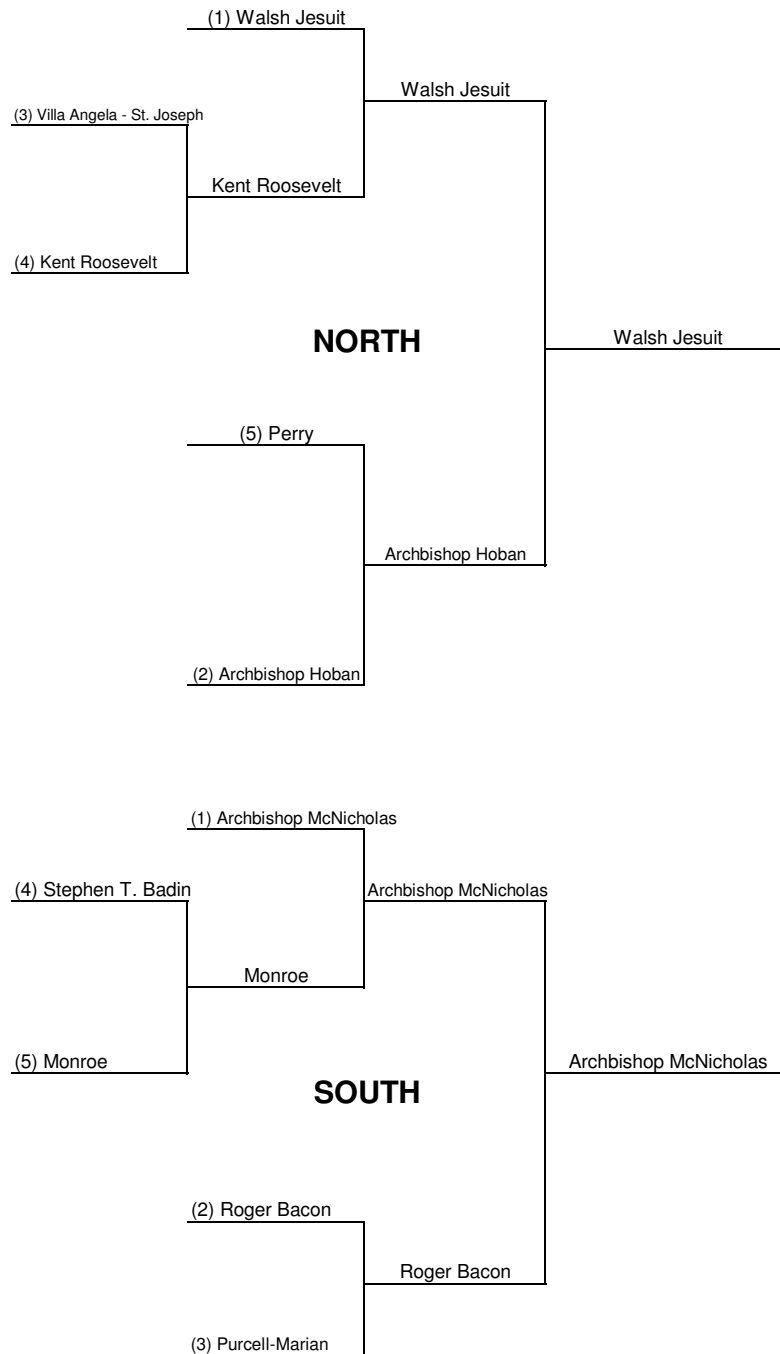 (1) Walsh Jesuit
Walsh Jesuit
(3) Villa Angela - St. Joseph
Kent Roosevelt
(4) Kent Roosevelt
NORTH
Walsh Jesuit
(5) Perry
Archbishop Hoban
(2) Archbishop Hoban
(1) Archbishop McNicholas
(4) Stephen T. Badin
Archbishop McNicholas
Monroe
(5) Monroe
Archbishop McNicholas
SOUTH
(2) Roger Bacon
Roger Bacon
(3) Purcell-Marian